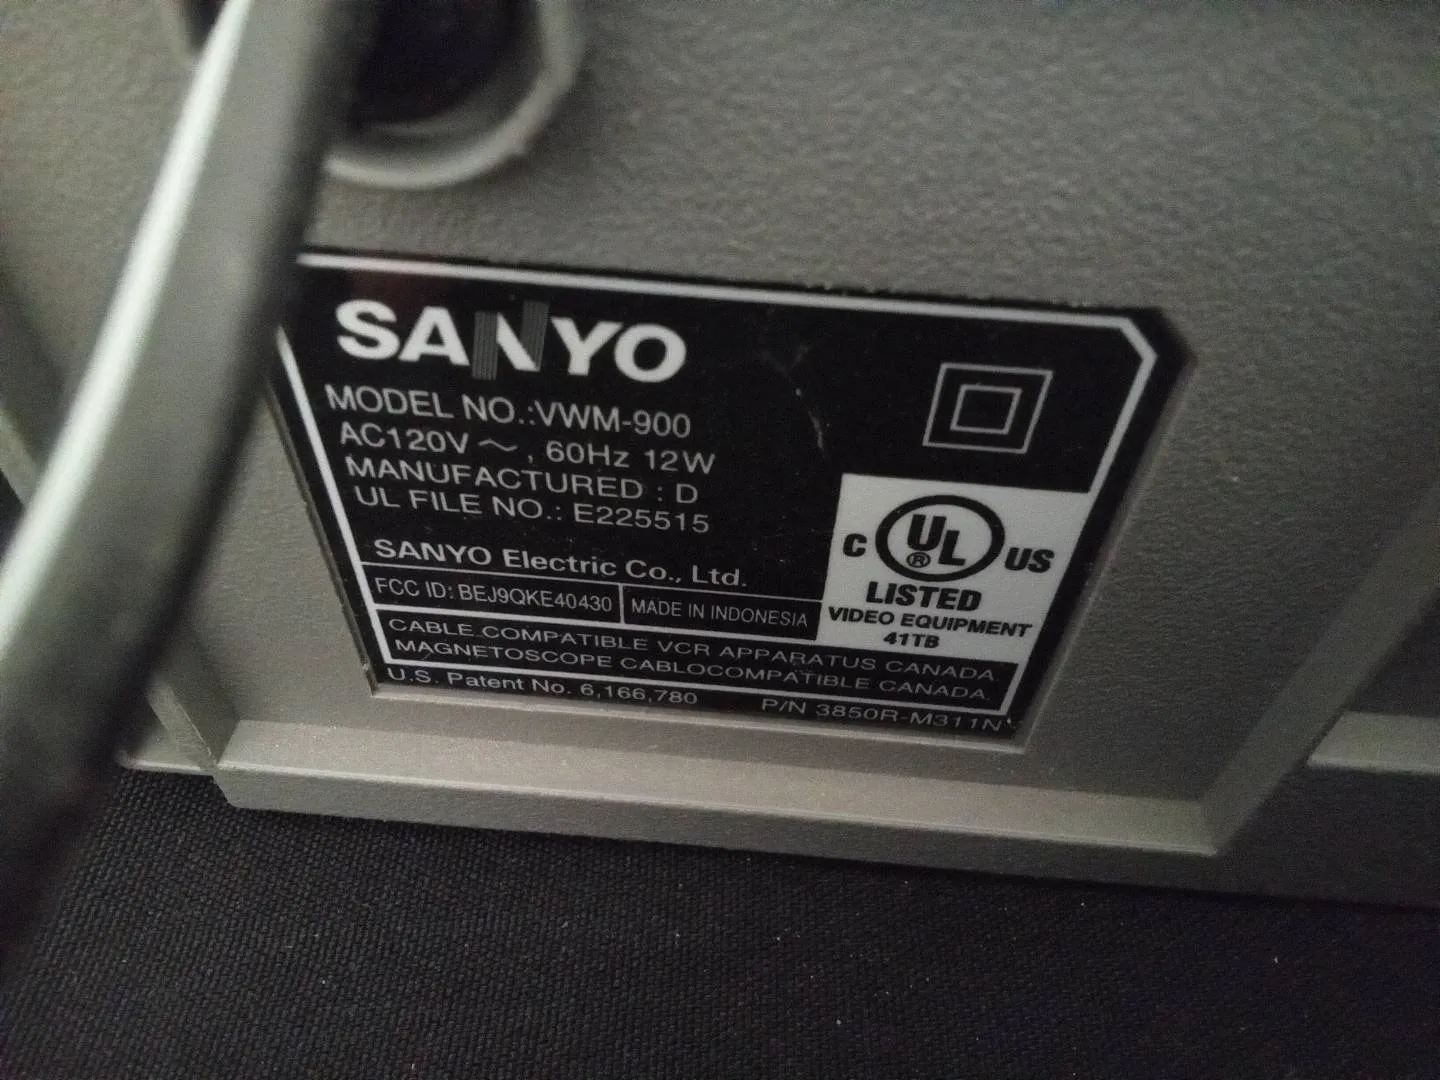 SANYO
MODEL NO.:VWM-900
AC120V ~, 60Hz 12W
MANUFACTURED : D
UL FILE NO.: E225515
SANYO Electric Co., Ltd.
FCC ID: BEJ9QKE40430
MADE IN INDONESIA
C UL ® US
LISTED
VIDEO EQUIPMENT
41TB
CABLE COMPATIBLE VCR APPARATUS CANADA.
MAGNETOSCOPE CABLOCOMPATIBLE CANADA.
U.S. Patent No. 6,166,780
P/N 3850R-M311N